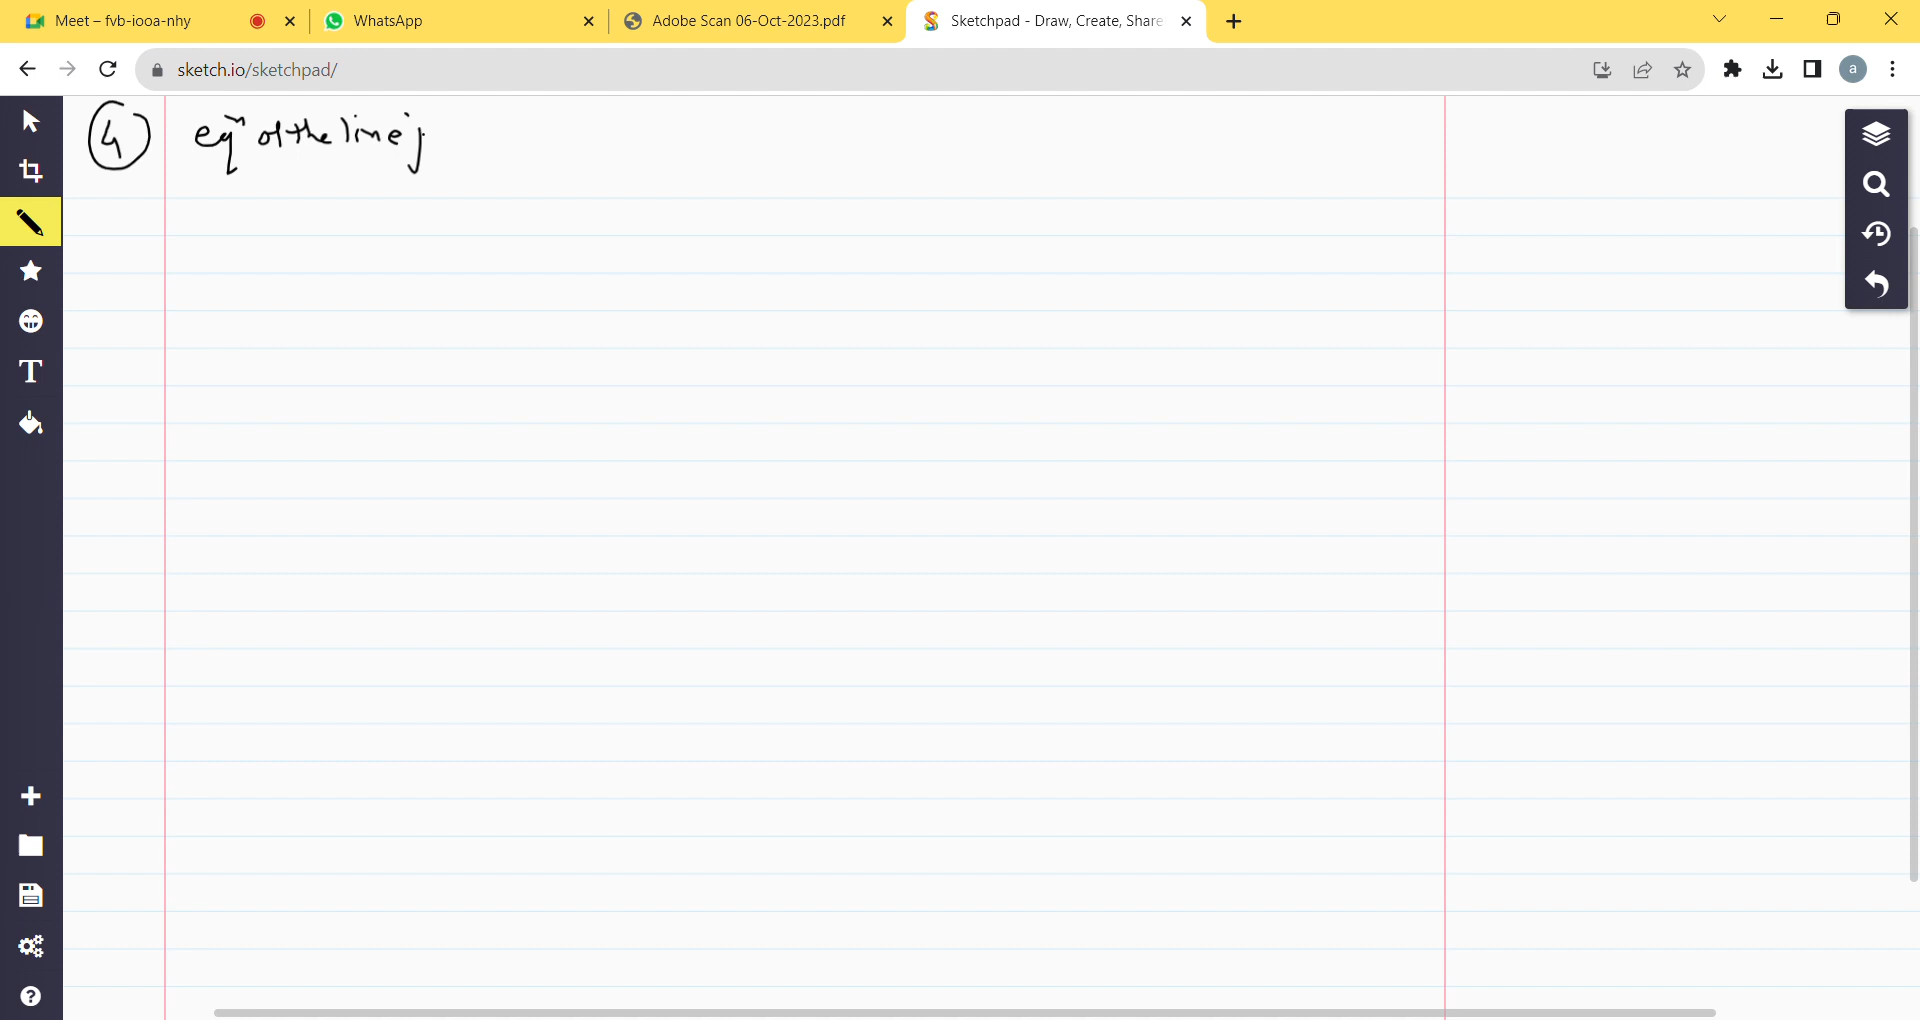 Meet – fvb-iooa-nhy WhatsApp Adobe Scan 06-Oct-2023.pdf Sketchpad - Draw, Create, Share
sketch.io/sketchpad/ a
4 eqⁿ of the line j
T
?